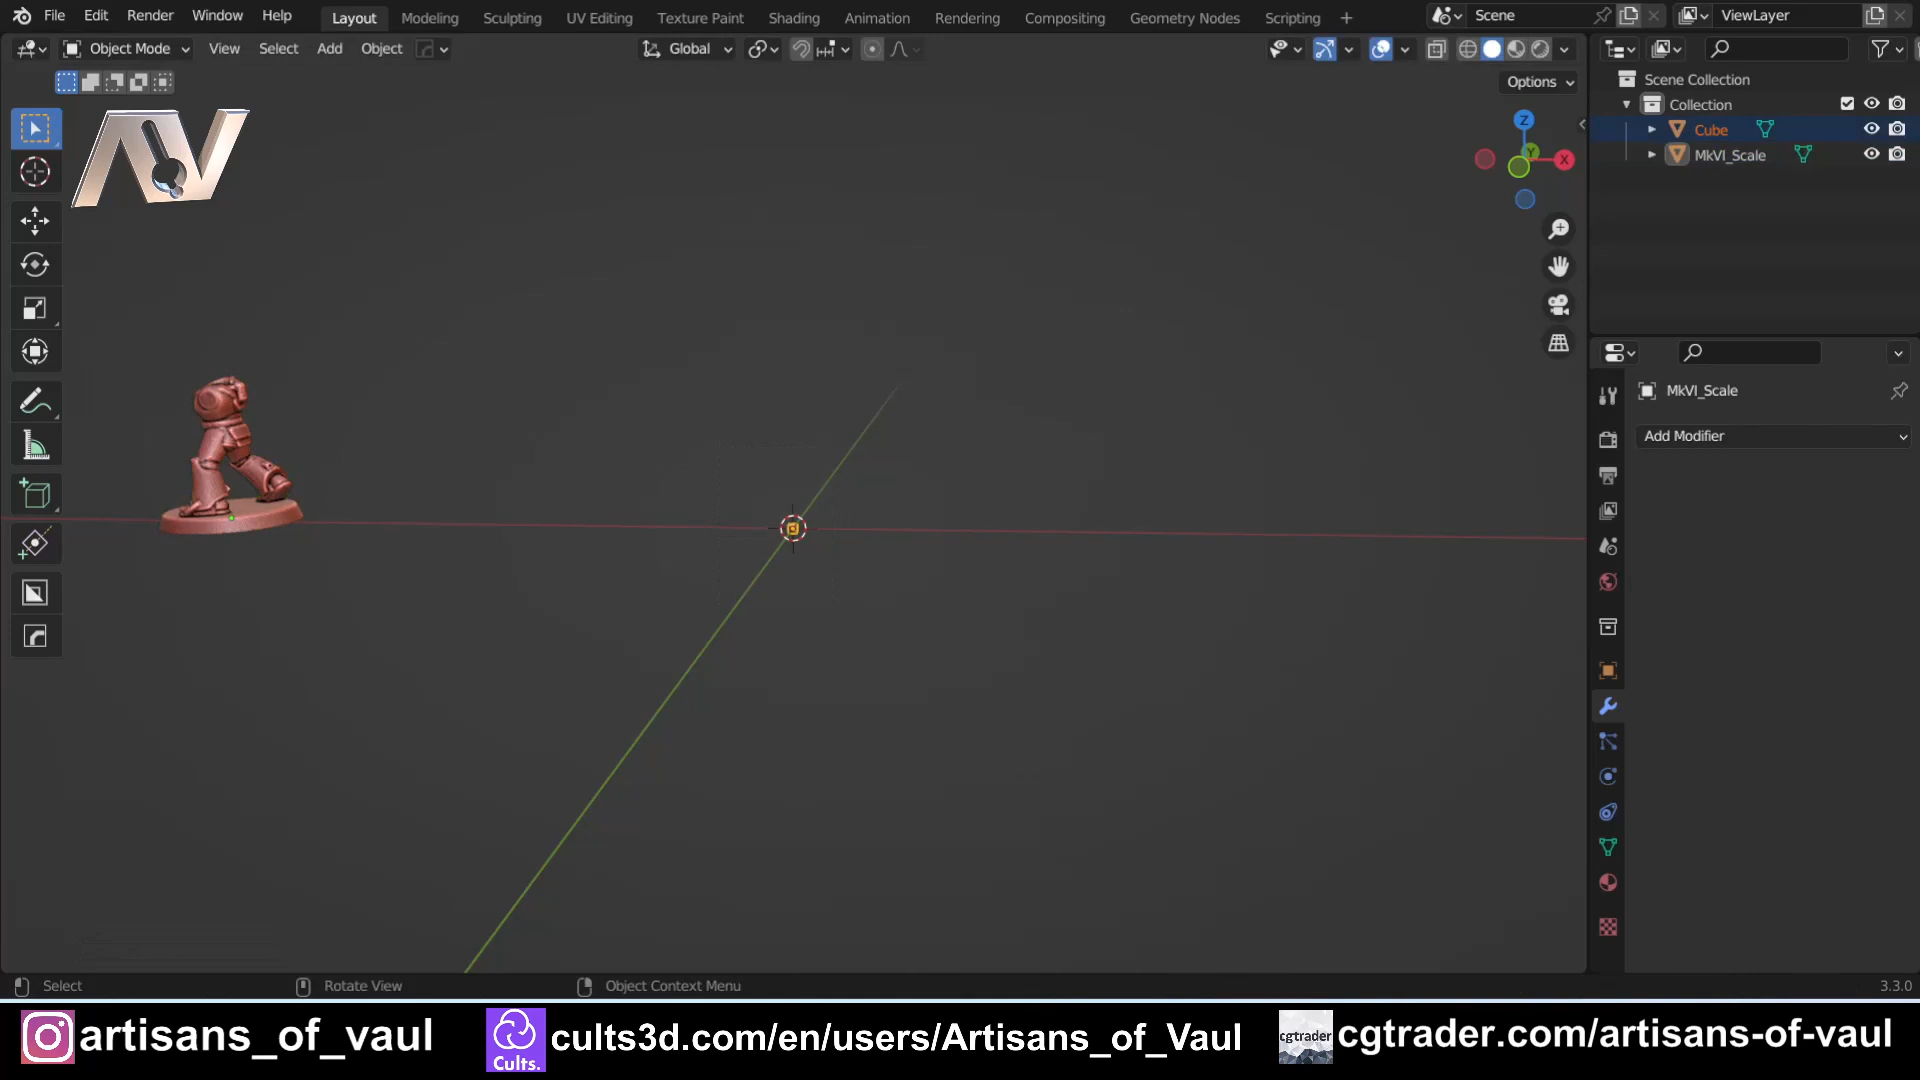 File Edit Render Window Help Layout Modeling Sculpting UV Editing Texture Paint Shading Animation Rendering Compositing Geometry Nodes Scripting + Scene ViewLayer
Object Mode View Select Add Object Global
Options
Scene Collection
Collection
Cube
MkVI_Scale
Z
Y
X
AV
MkVI_Scale
Add Modifier
Select Rotate View Object Context Menu 3.3.0
artisans_of_vaul cults3d.com/en/users/Artisans_of_Vaul cgtrader.com/artisans-of-vaul
Cults.
cgtrader